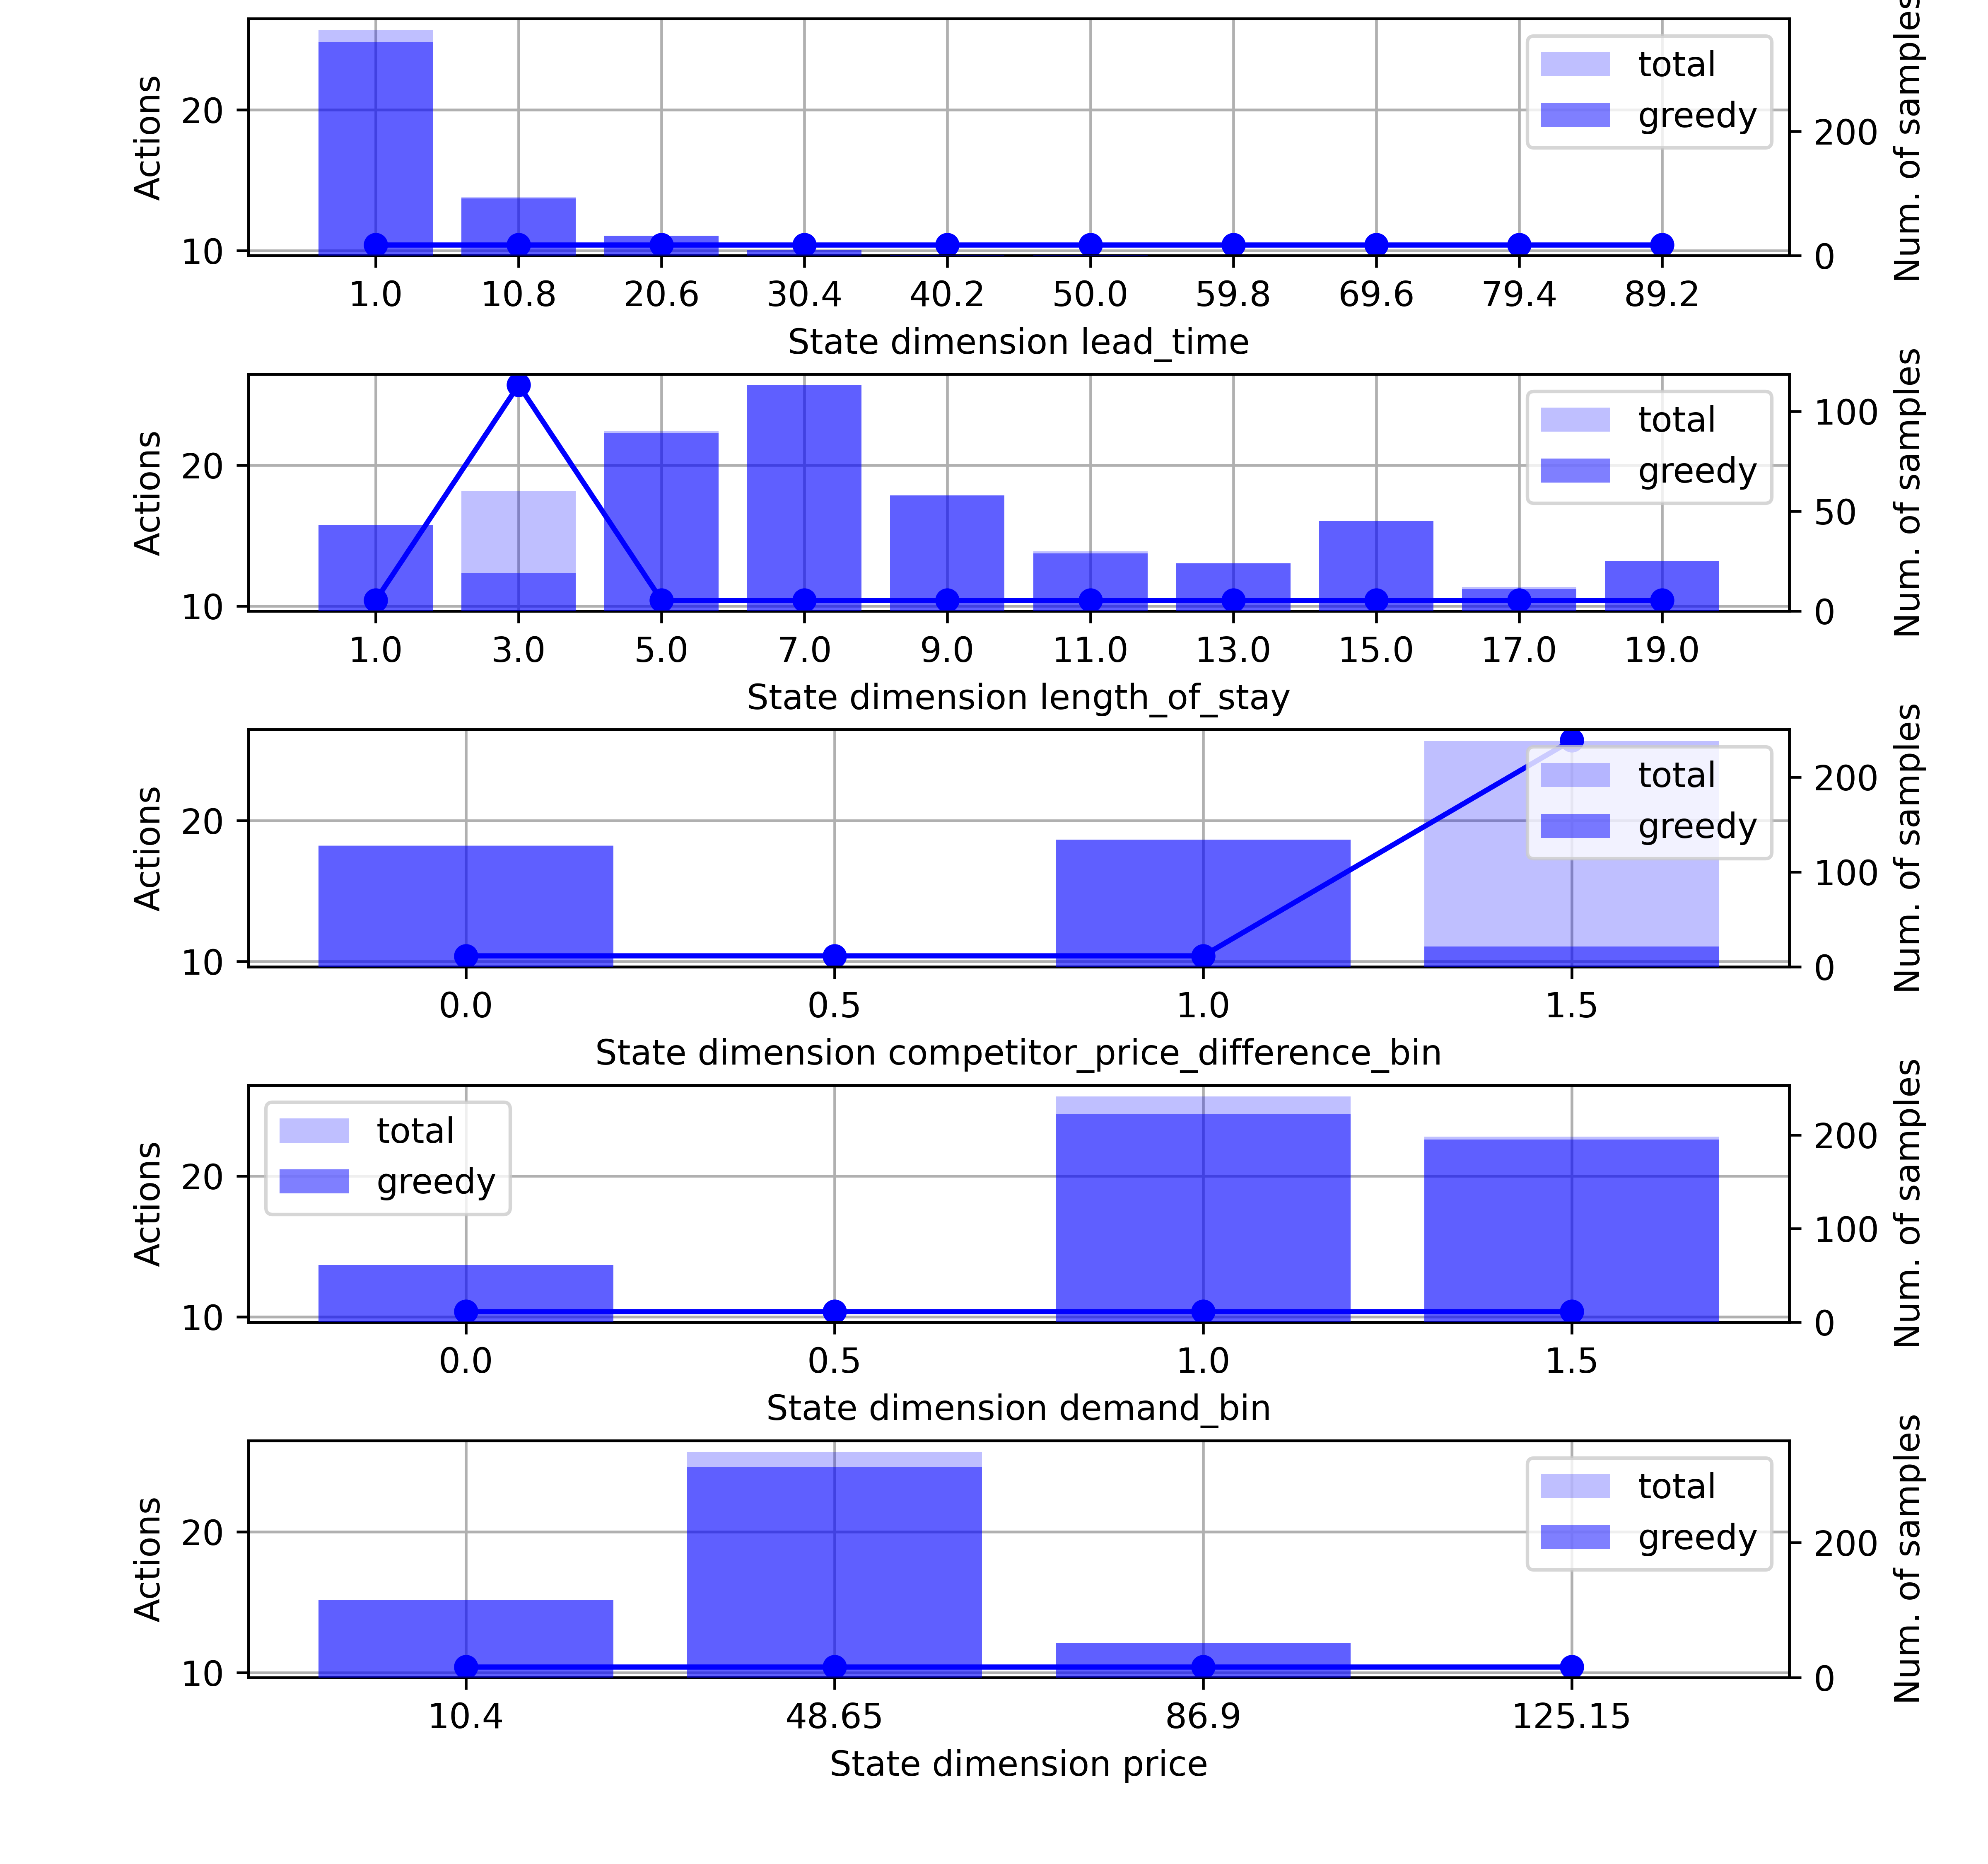 total
greedy
Actions
20
10
200
0
Num. of samples
1.0 10.8 20.6 30.4 40.2 50.0 59.8 69.6 79.4 89.2
State dimension lead_time
total
greedy
Actions
20
10
100
50
0
Num. of samples
1.0 3.0 5.0 7.0 9.0 11.0 13.0 15.0 17.0 19.0
State dimension length_of_stay
total
greedy
Actions
20
10
200
100
0
Num. of samples
0.0 0.5 1.0 1.5
State dimension competitor_price_difference_bin
total
greedy
Actions
20
10
200
100
0
Num. of samples
0.0 0.5 1.0 1.5
State dimension demand_bin
total
greedy
Actions
20
10
200
0
Num. of samples
10.4 48.65 86.9 125.15
State dimension price